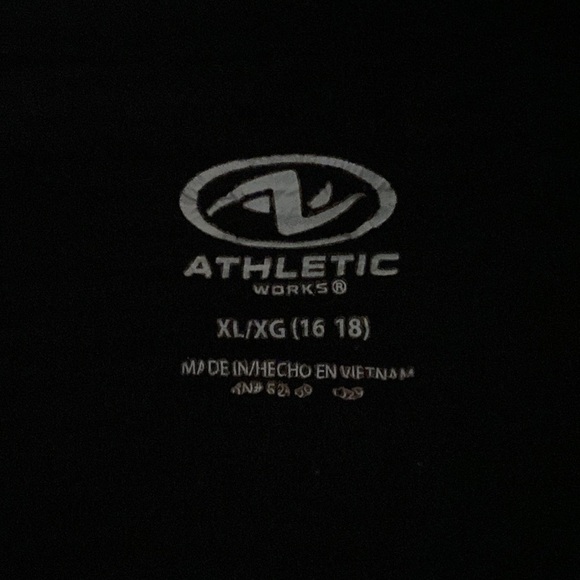 ATHLETIC
WORKS®
XL/XG (16 18)
MADE IN/HECHO EN VIETNAM